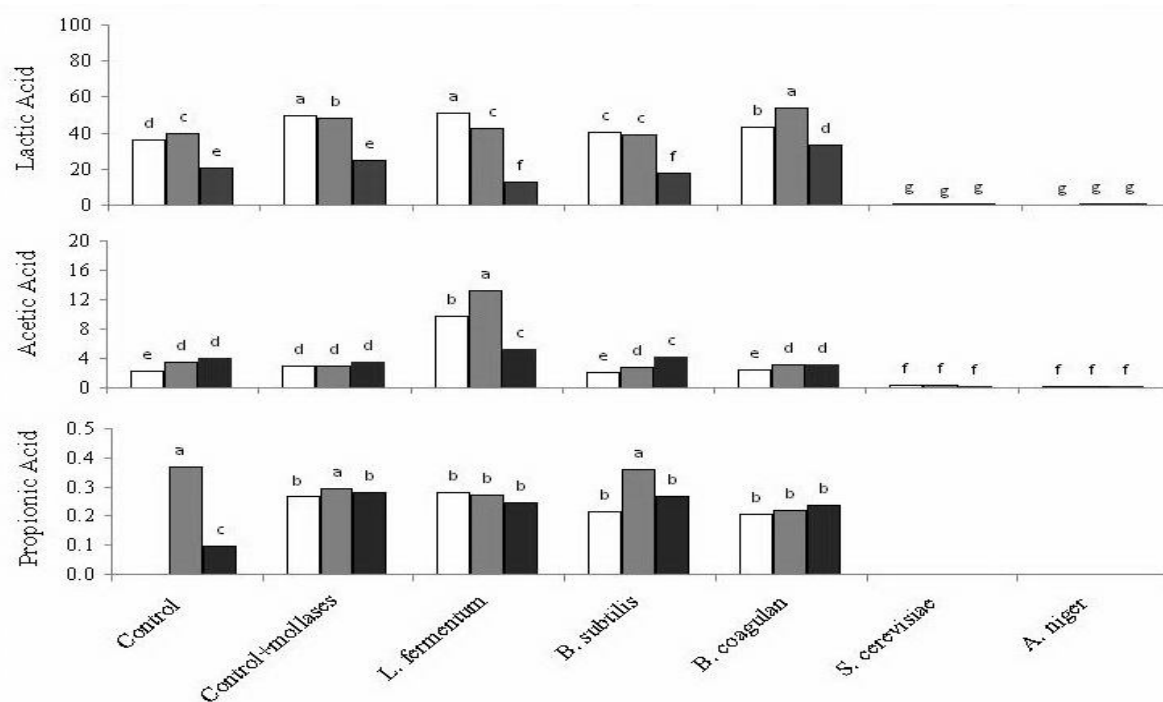 Lactic Acid
100
80
60
40
20
0
d c e
a b e
a c f
c c f
b a d
g g g
g g g
Acetic Acid
20
16
12
8
4
0
e d d
d d d
b a c
e d c
e d d
f f f
f f f
Propionic Acid
0.5
0.4
0.3
0.2
0.1
0.0
a c
b a b
b b b
b a b
b b b
Control
Control+mollases
L. fermentum
B. subtilis
B. coagulan
S. cerevisiae
A. niger